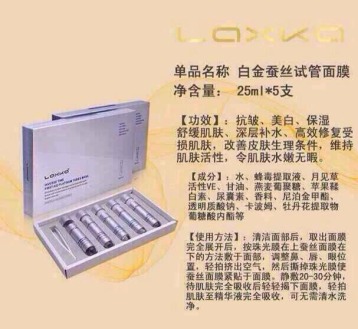 LOXKO
单品名称 白金蚕丝试管面膜
净含量： 25ml*5支
【功效】：抗皱、美白、保湿
舒缓肌肤、深层补水、高效修复受
损肌肤，改善皮肤生理条件，维持
肌肤活性，令肌肤水嫩无暇。
【成分】：水、蜂毒提取液、月见草
活性VE、甘油、燕麦葡聚糖、苹果鞣
白素、尿囊素、香料、尼泊金甲酯、
透明质酸钠、卡波姆、牡丹花提取物
葡糖酸内酯等
【使用方法】：清洁面部后，取出面膜
完全展开后，按珠光膜在上蚕丝面膜在
下的方法敷于面部，调整鼻、唇、眼位
置，轻拍挤出空气，然后撕掉珠光膜使
蚕丝面膜紧贴于面膜。静敷20-30分钟，
待肌肤完全吸收后轻轻揭下面膜，轻拍
肌肤至精华液完全吸收，可无需清水洗
净。
LOXKO